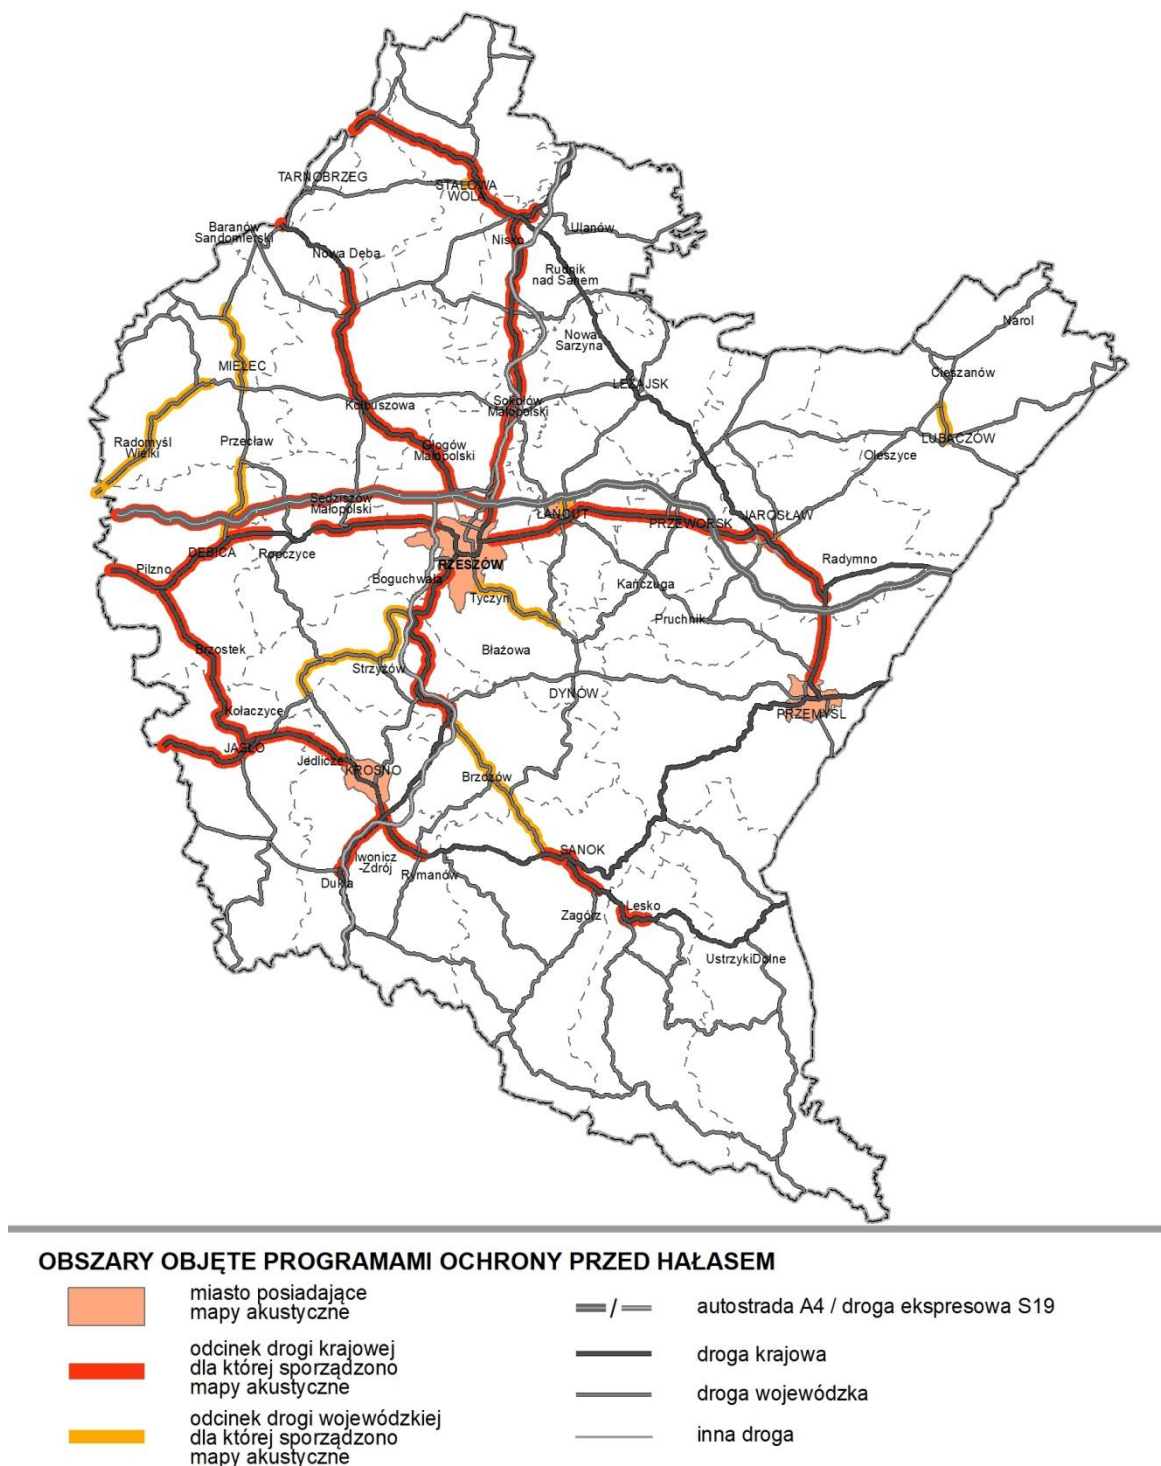 TARNOBRZEG
STALOWA
WOLA
Baranów
Sandomierski
Nowa Dęba
Nisko
Ulanów
Rudnik
nad Sanem
Nowa
Sarzyna
Narol
Cieszanów
MIELEC
LEŻAJSK
Kolbuszowa
Sokołów
Małopolski
Radomyśl
Wielki
Przecław
Głogów
Małopolski
LUBACZÓW
Oleszyce
Sędziszów
Małopolski
ŁAŃCUT
PRZEWORSK
JAROSŁAW
DĘBICA
Ropczyce
RZESZÓW
Radymno
Pilzno
Boguchwała
Tyczyn
Kańczuga
Pruchnik
Brzostek
Strzyżów
Błażowa
DYNÓW
Kołaczyce
PRZEMYŚL
JASŁO
Jedlicze
KROSNO
Brzozów
Iwonicz
-Zdrój
Dukla
Rymanów
SANOK
Zagórz
Lesko
UstrzykiDolne
OBSZARY OBJĘTE PROGRAMAMI OCHRONY PRZED HAŁASEM
miasto posiadające
mapy akustyczne
odcinek drogi krajowej
dla której sporządzono
mapy akustyczne
odcinek drogi wojewódzkiej
dla której sporządzono
mapy akustyczne
/
autostrada A4 / droga ekspresowa S19
droga krajowa
droga wojewódzka
inna droga